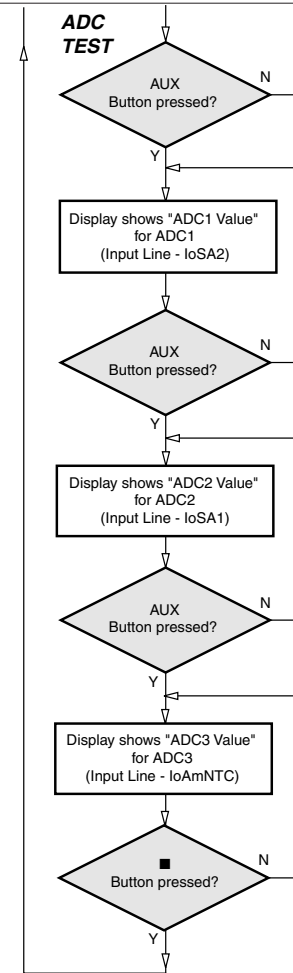 ADC
TEST
AUX
Button pressed?
N
Y
Display shows "ADC1 Value"
for ADC1
(Input Line - IoSA2)
AUX
Button pressed?
N
Y
Display shows "ADC2 Value"
for ADC2
(Input Line - IoSA1)
AUX
Button pressed?
N
Y
Display shows "ADC3 Value"
for ADC3
(Input Line - IoAmNTC)
■
Button pressed?
N
Y